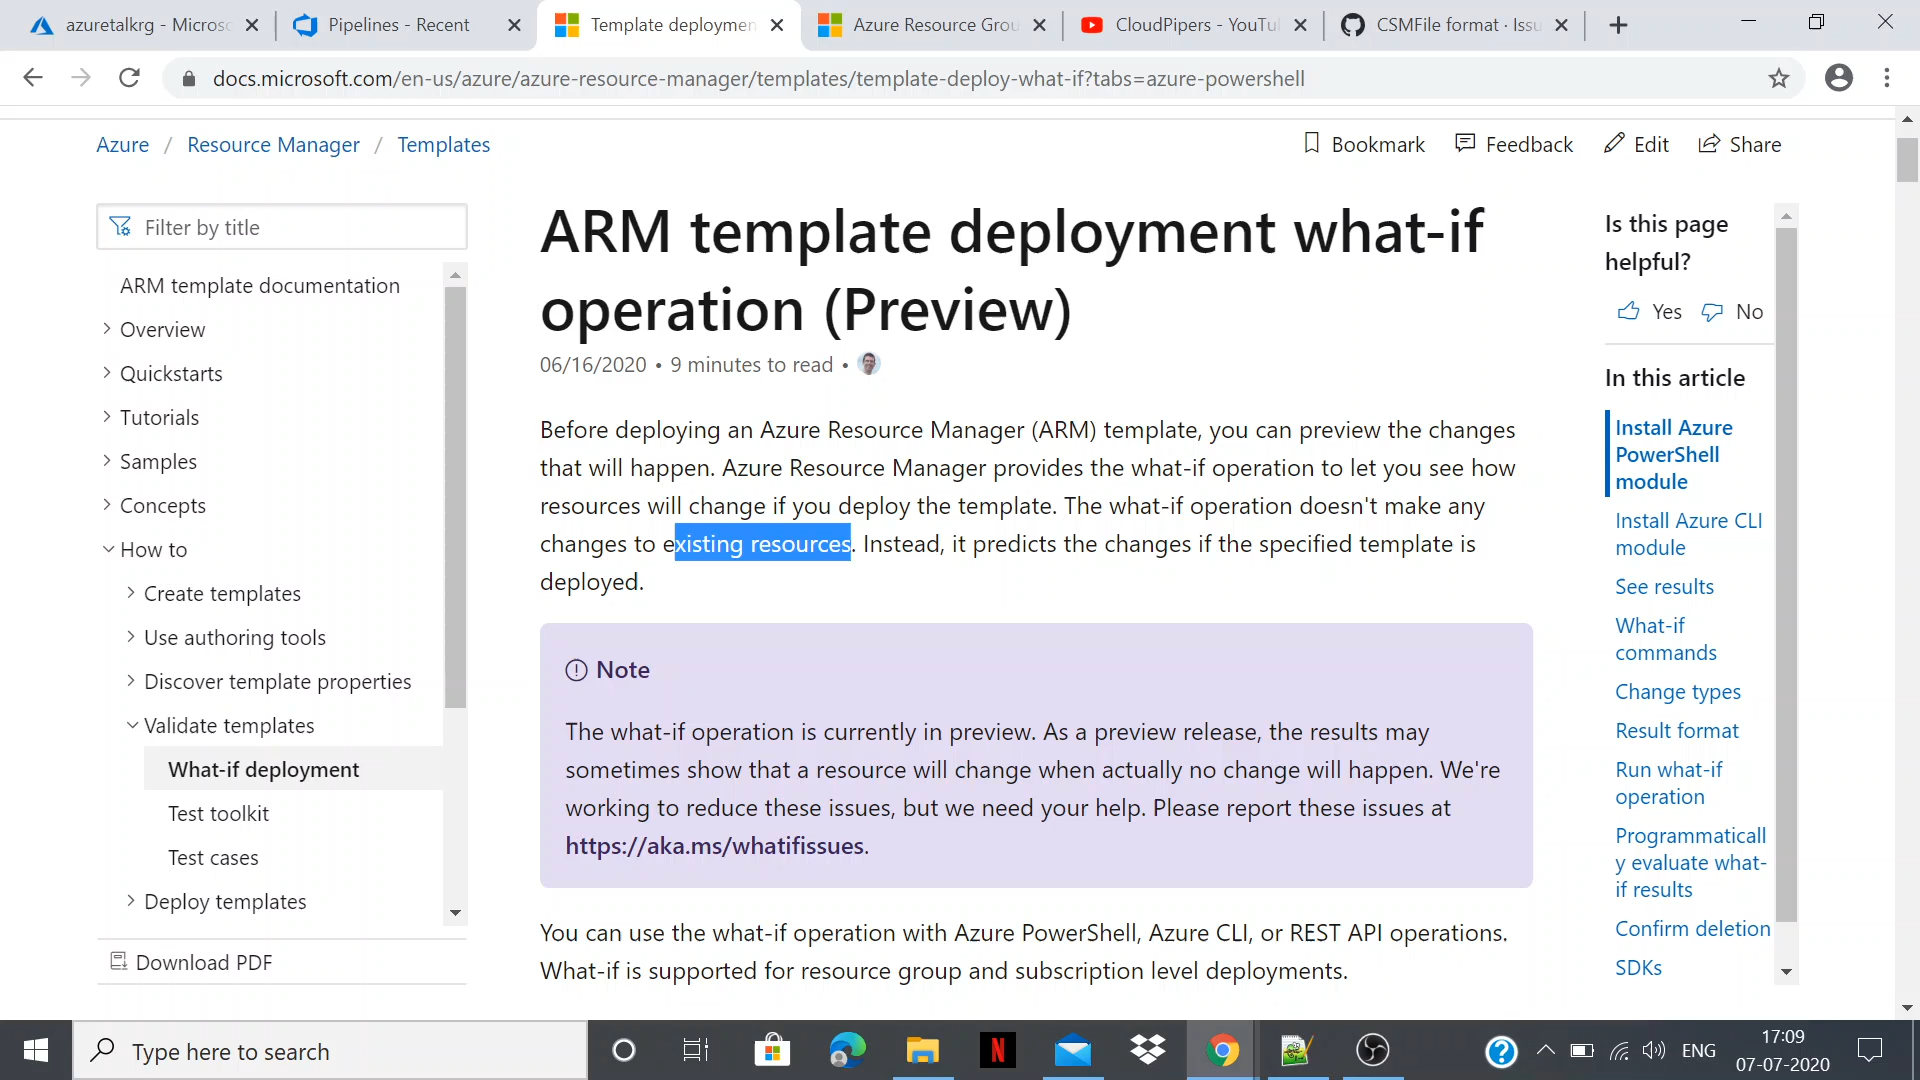 azuretalkrg - Microso
Pipelines - Recent
Template deploymen
Azure Resource Grou
CloudPipers - YouTu
CSMFile format · Issu
docs.microsoft.com/en-us/azure/azure-resource-manager/templates/template-deploy-what-if?tabs=azure-powershell
Azure / Resource Manager / Templates
Bookmark Feedback Edit Share
Filter by title
ARM template documentation
Overview
Quickstarts
Tutorials
Samples
Concepts
How to
Create templates
Use authoring tools
Discover template properties
Validate templates
What-if deployment
Test toolkit
Test cases
Deploy templates
Download PDF
ARM template deployment what-if
operation (Preview)
06/16/2020 • 9 minutes to read •
Before deploying an Azure Resource Manager (ARM) template, you can preview the changes
that will happen. Azure Resource Manager provides the what-if operation to let you see how
resources will change if you deploy the template. The what-if operation doesn't make any
changes to existing resources. Instead, it predicts the changes if the specified template is
deployed.
Note
The what-if operation is currently in preview. As a preview release, the results may
sometimes show that a resource will change when actually no change will happen. We're
working to reduce these issues, but we need your help. Please report these issues at
https://aka.ms/whatifissues.
You can use the what-if operation with Azure PowerShell, Azure CLI, or REST API operations.
What-if is supported for resource group and subscription level deployments.
Is this page
helpful?
Yes No
In this article
Install Azure
PowerShell
module
Install Azure CLI
module
See results
What-if
commands
Change types
Result format
Run what-if
operation
Programmaticall
y evaluate what-
if results
Confirm deletion
SDKs
Type here to search
ENG
17:09
07-07-2020